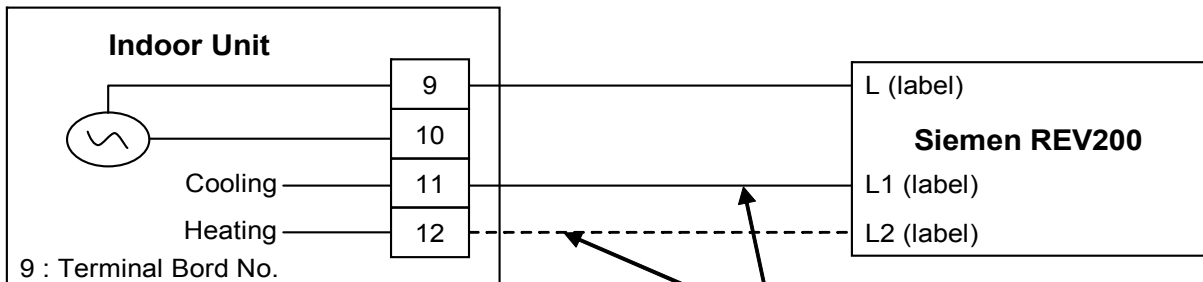 Indoor Unit
9
L (label)
10
Siemen REV200
Cooling
11
L1 (label)
Heating
12
L2 (label)
9 : Terminal Bord No.